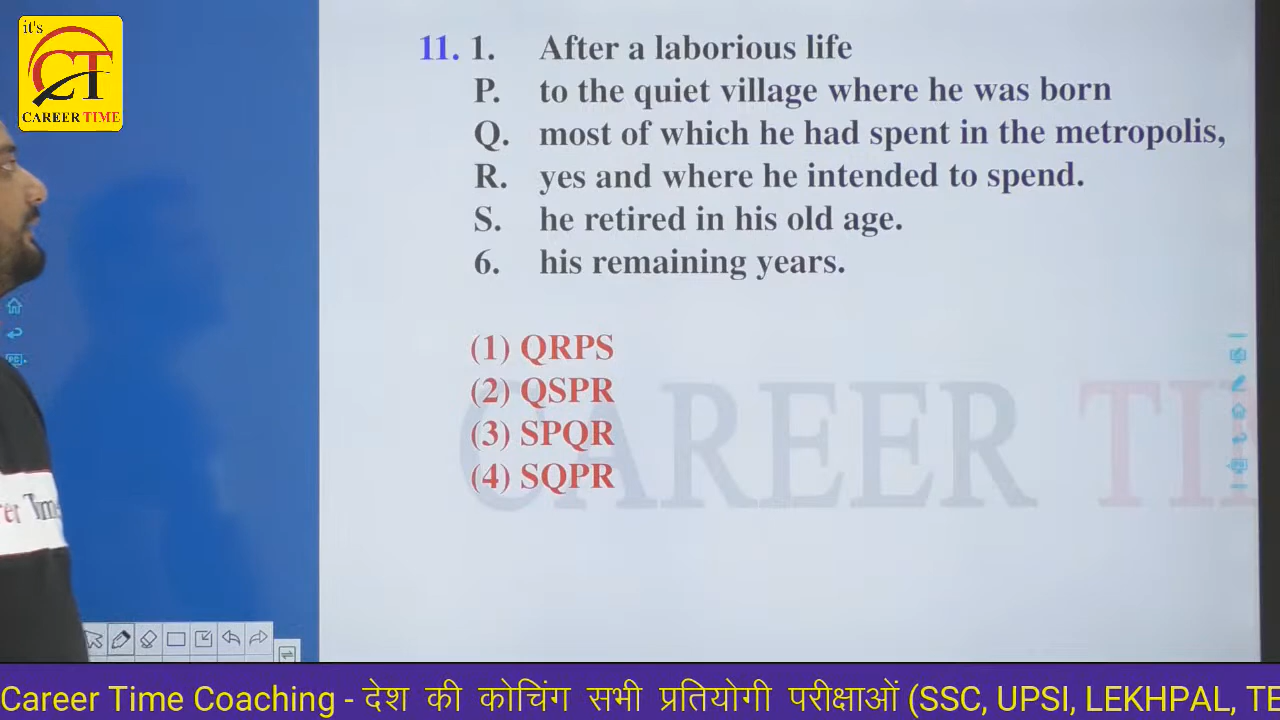 it's
CT
CAREER TIME
11. 1. After a laborious life
P. to the quiet village where he was born
Q. most of which he had spent in the metropolis,
R. yes and where he intended to spend.
S. he retired in his old age.
6. his remaining years.
(1) QRPS
(2) QSPR
(3) SPQR
(4) SQPR
CAREER TI
er Time
Career Time Coaching - देश की कोचिंग सभी प्रतियोगी परीक्षाओं (SSC, UPSI, LEKHPAL, TE